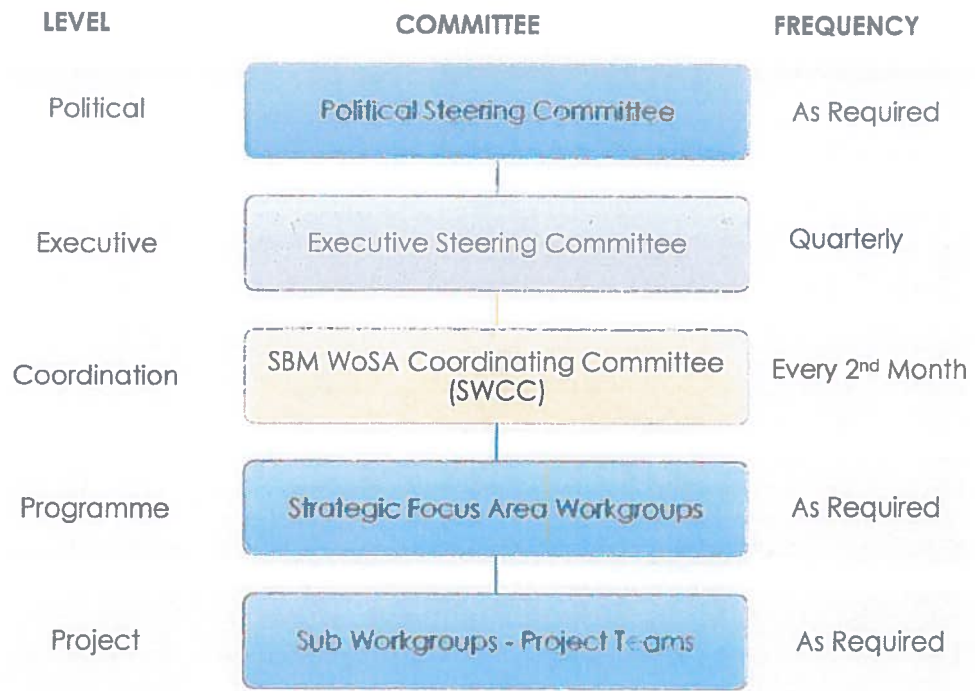 LEVEL COMMITTEE FREQUENCY
Political Political Steering Committee As Required
Executive Executive Steering Committee Quarterly
Coordination SBM WoSA Coordinating Committee Every 2nd Month
(SWCC)
Programme Strategic Focus Area Workgroups As Required
Project Sub Workgroups - Project Teams As Required